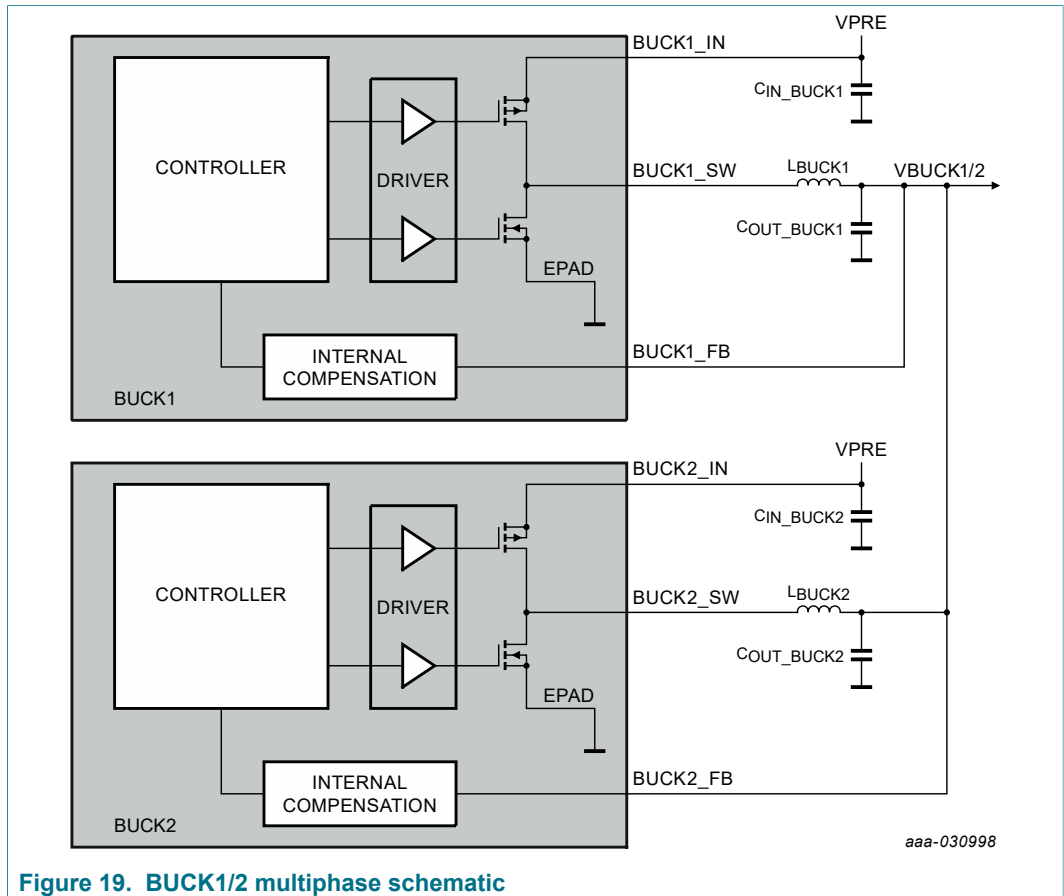 VPRE
BUCK1_IN
CIN_BUCK1
CONTROLLER
DRIVER
BUCK1_SW
LBUCK1
VBUCK1/2
COUT_BUCK1
EPAD
INTERNAL
COMPENSATION
BUCK1_FB
BUCK1
VPRE
BUCK2_IN
CIN_BUCK2
CONTROLLER
DRIVER
BUCK2_SW
LBUCK2
COUT_BUCK2
EPAD
INTERNAL
COMPENSATION
BUCK2_FB
BUCK2
aaa-030998
Figure 19. BUCK1/2 multiphase schematic